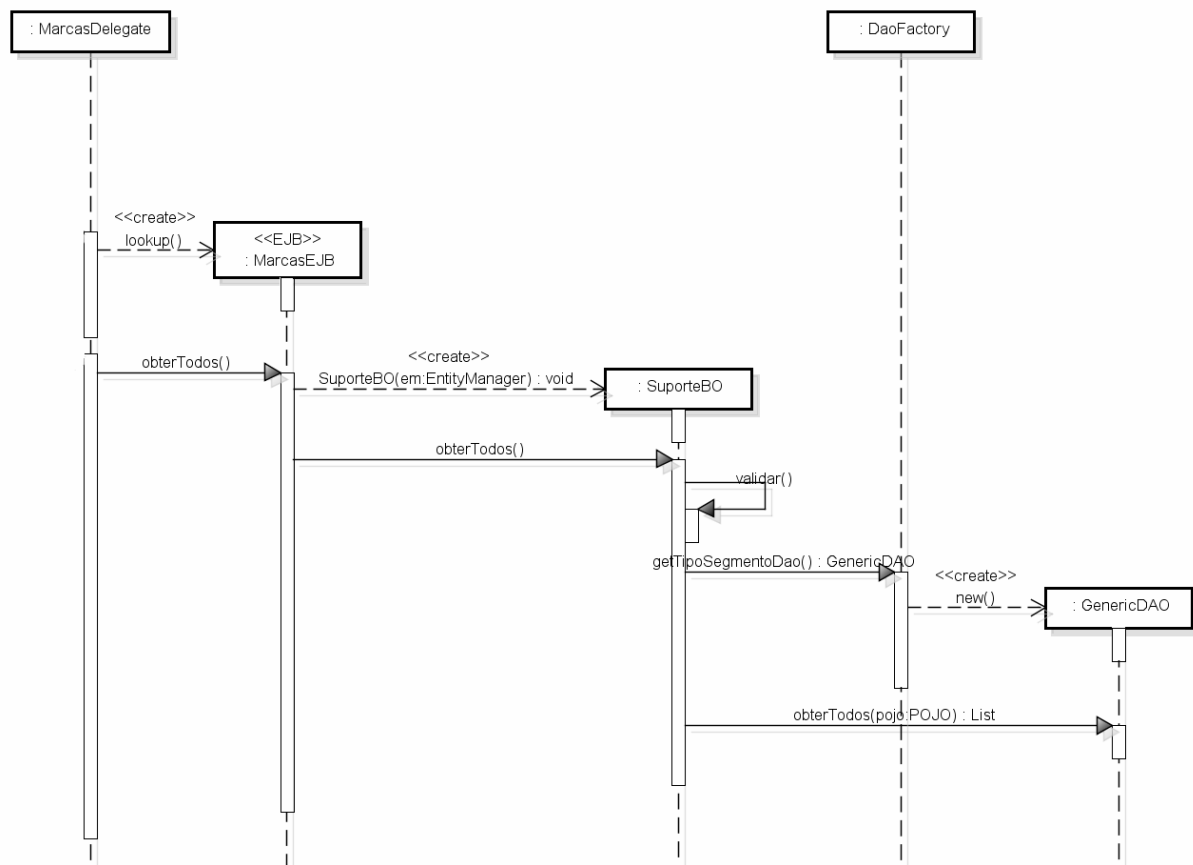 : MarcasDelegate
: DaoFactory
<<create>>
lookup()
<<EJB>>
: MarcasEJB
obterTodos()
<<create>>
SuporteBO(em:EntityManager) : void
: SuporteBO
obterTodos()
validar()
getTipoSegmentoDao() : GenericDAO
<<create>>
new()
: GenericDAO
obterTodos(pojo:POJO) : List